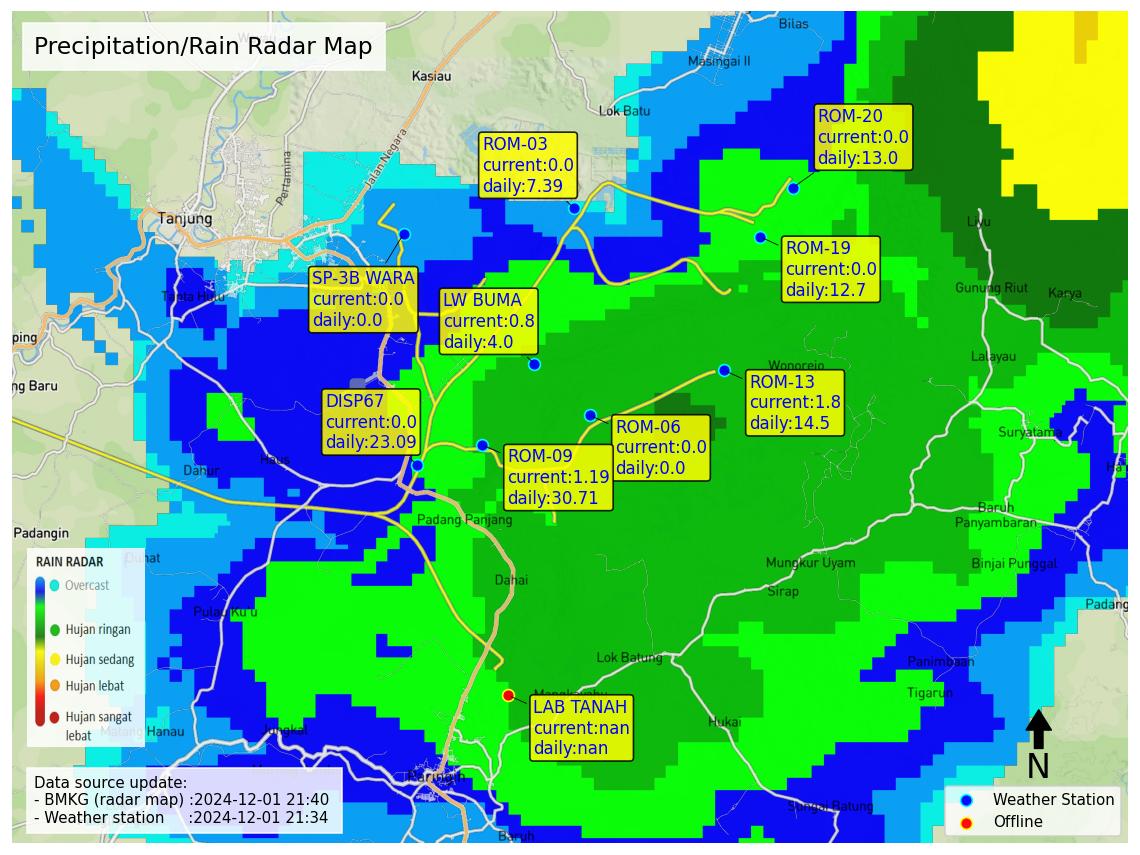 Precipitation/Rain Radar Map
Bilas
Masingai II
Kasiau
Lok Batu
Jalan Negara
Pertamina
Tanjung
ROM-20
current:0.0
daily:13.0
ROM-03
current:0.0
daily:7.39
Liyu
ROM-19
current:0.0
daily:12.7
SP-3B WARA
current:0.0
daily:0.0
LW BUMA
current:0.8
daily:4.0
Tanta Hulu
Gunung Riut
Karya
ping
Lalayau
Wonorejo
ng Baru
ROM-13
current:1.8
daily:14.5
DISP67
current:0.0
daily:23.09
ROM-06
current:0.0
daily:0.0
Suryatama
ROM-09
current:1.19
daily:30.71
Haus
Dahur
Baruh
Panyambaran
Padang Panjang
Padangin
Mungkur Uyam
Binjai Punggal
Dahai
Sirap
Padang
RAIN RADAR
Overcast
Hujan ringan
Hujan sedang
Hujan lebat
Hujan sangat
lebat
Lok Batung
Panimbaan
Tigarun
LAB TANAH
current:nan
daily:nan
Hukai
Jungkal
Sungai Batung
Baruh
Data source update:
- BMKG (radar map) :2024-12-01 21:40
- Weather station :2024-12-01 21:34
N
Weather Station
Offline